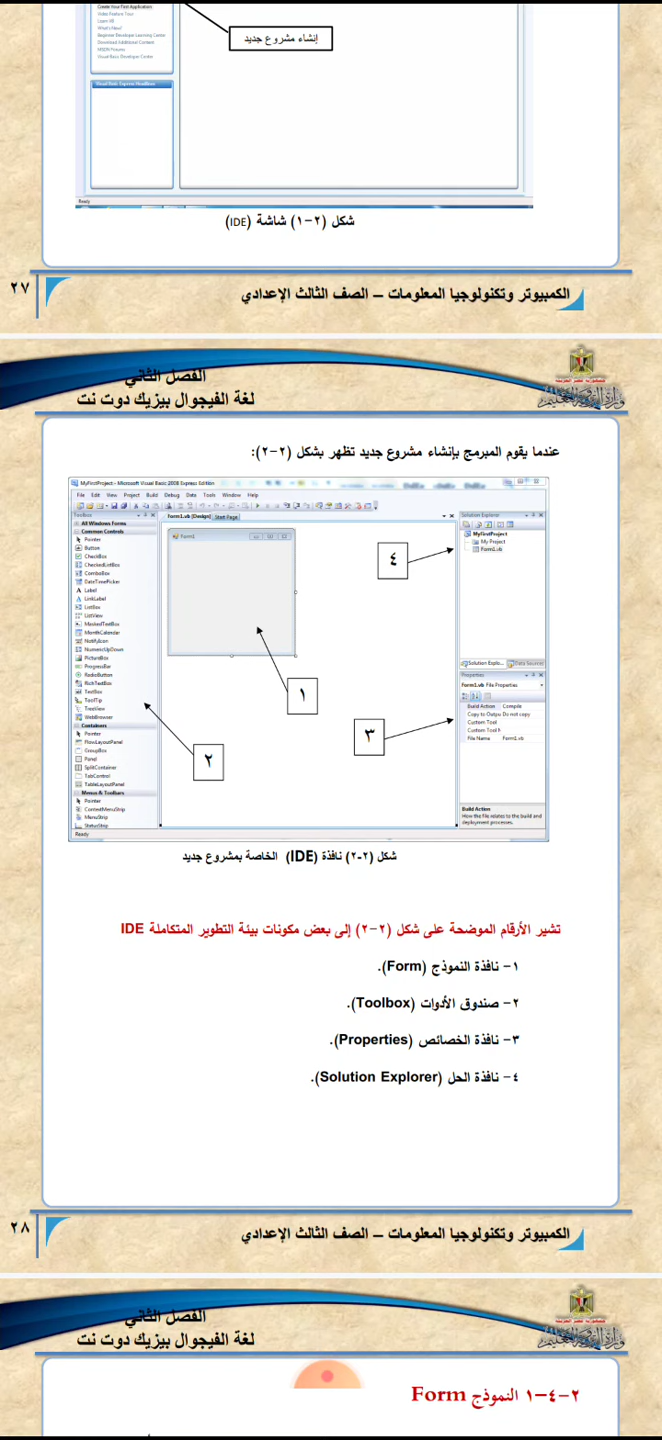 Create Your First Application
Video Feature Tour
Learn VB
What's New?
Beginner Developer Learning Center
Download Additional Content
MSDN Forums
Visual Basic Developer Center
إنشاء مشروع جديد
Visual Basic Express Headlines
Ready
شكل (٢-١) شاشة (IDE)
الكمبيوتر وتكنولوجيا المعلومات – الصف الثالث الإعدادي
٢٧
الفصل الثاني
لغة الفيجوال بيزيك دوت نت
عندما يقوم المبرمج بإنشاء مشروع جديد تظهر بشكل (٢-٢):
MyFirstProject - Microsoft Visual Basic 2008 Express Edition
File Edit View Project Build Debug Data Tools Window Help
Toolbox
All Windows Forms
Common Controls
Pointer
Button
CheckBox
CheckedListBox
ComboBox
DateTimePicker
Label
LinkLabel
ListBox
ListView
MaskedTextBox
MonthCalendar
NotifyIcon
NumericUpDown
PictureBox
ProgressBar
RadioButton
RichTextBox
TextBox
ToolTip
TreeView
WebBrowser
Containers
Pointer
FlowLayoutPanel
GroupBox
Panel
SplitContainer
TabControl
TableLayoutPanel
Menus & Toolbars
Pointer
ContextMenuStrip
MenuStrip
StatusStrip
Ready
Form1.vb [Design] Start Page
Form1
١
٢
٣
٤
Solution Explorer
MyFirstProject
My Project
Form1.vb
Solution Explo... Data Sources
Properties
Form1.vb File Properties
Build Action Compile
Copy to Outpu Do not copy
Custom Tool
Custom Tool N
File Name Form1.vb
Build Action
How the file relates to the build and
deployment processes.
شكل (٢-٢) نافذة (IDE) الخاصة بمشروع جديد
تشير الأرقام الموضحة على شكل (٢-٢) إلى بعض مكونات بيئة التطوير المتكاملة IDE
١- نافذة النموذج (Form).
٢- صندوق الأدوات (Toolbox).
٣- نافذة الخصائص (Properties).
٤- نافذة الحل (Solution Explorer).
الكمبيوتر وتكنولوجيا المعلومات – الصف الثالث الإعدادي
٢٨
الفصل الثاني
لغة الفيجوال بيزيك دوت نت
٢-٤-١ النموذج Form